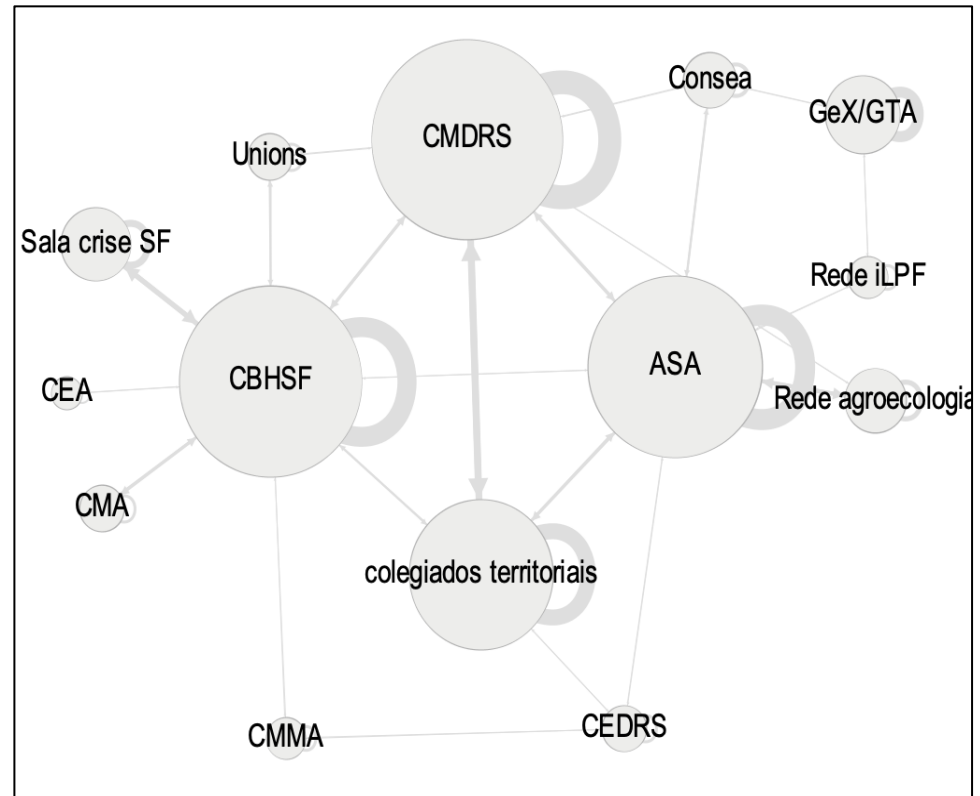 Consea
GeX/GTA
CMDRS
Unions
Sala crise SF
Rede iLPF
CBHSF
ASA
CEA
Rede agroecologia
CMA
colegiados territoriais
CMMA
CEDRS